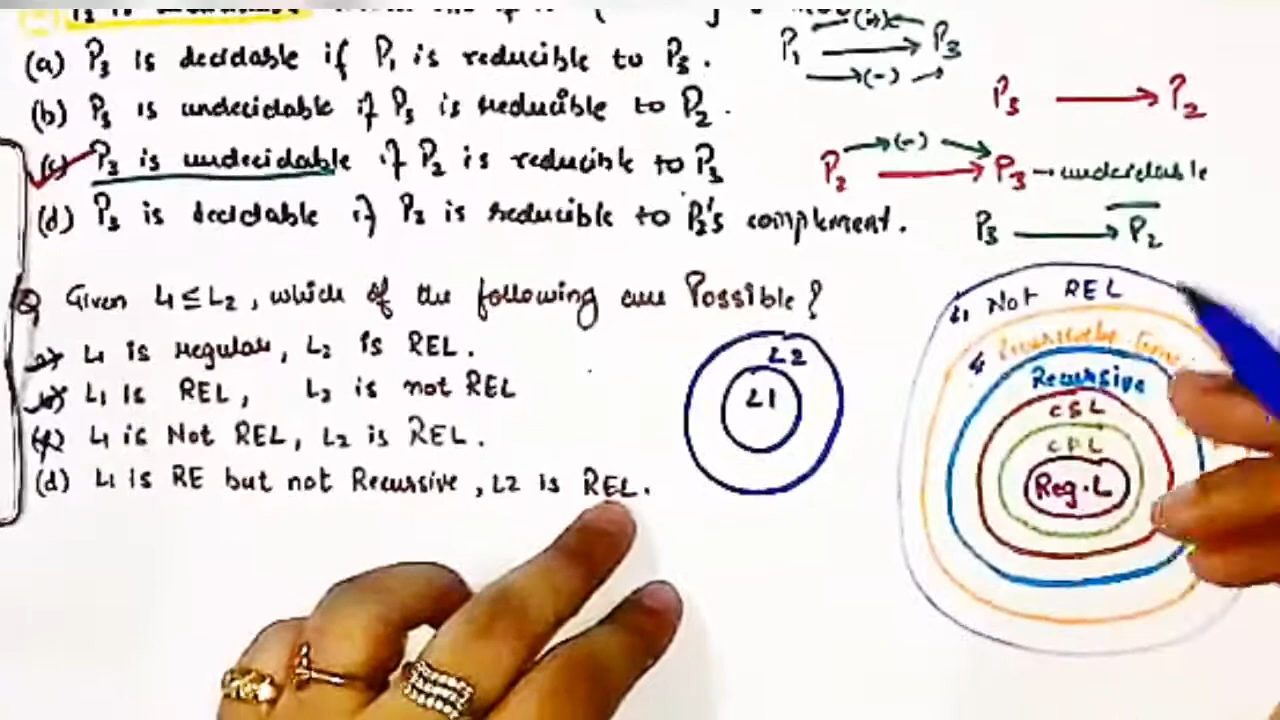 (a) P3 is decidable if P1 is reducible to P3.
(b) P3 is undecidable if P3 is reducible to P2.
(c) P3 is undecidable if P2 is reducible to P3
(d) P3 is decidable if P3 is reducible to P2's complement.
P1 (→) P3
(-)
P3 → P2
P2 (-) → P3 → undecidable
P3 → P2
Q Given L1 ≤ L2, which of the following are Possible?
a) L1 is regular, L2 is REL.
b) L1 is REL, L2 is not REL
(c) L1 is Not REL, L2 is REL.
(d) L1 is RE but not Recursive, L2 is REL.
L2
L1
Not REL
Recursive
CSL
CFL
Reg.L